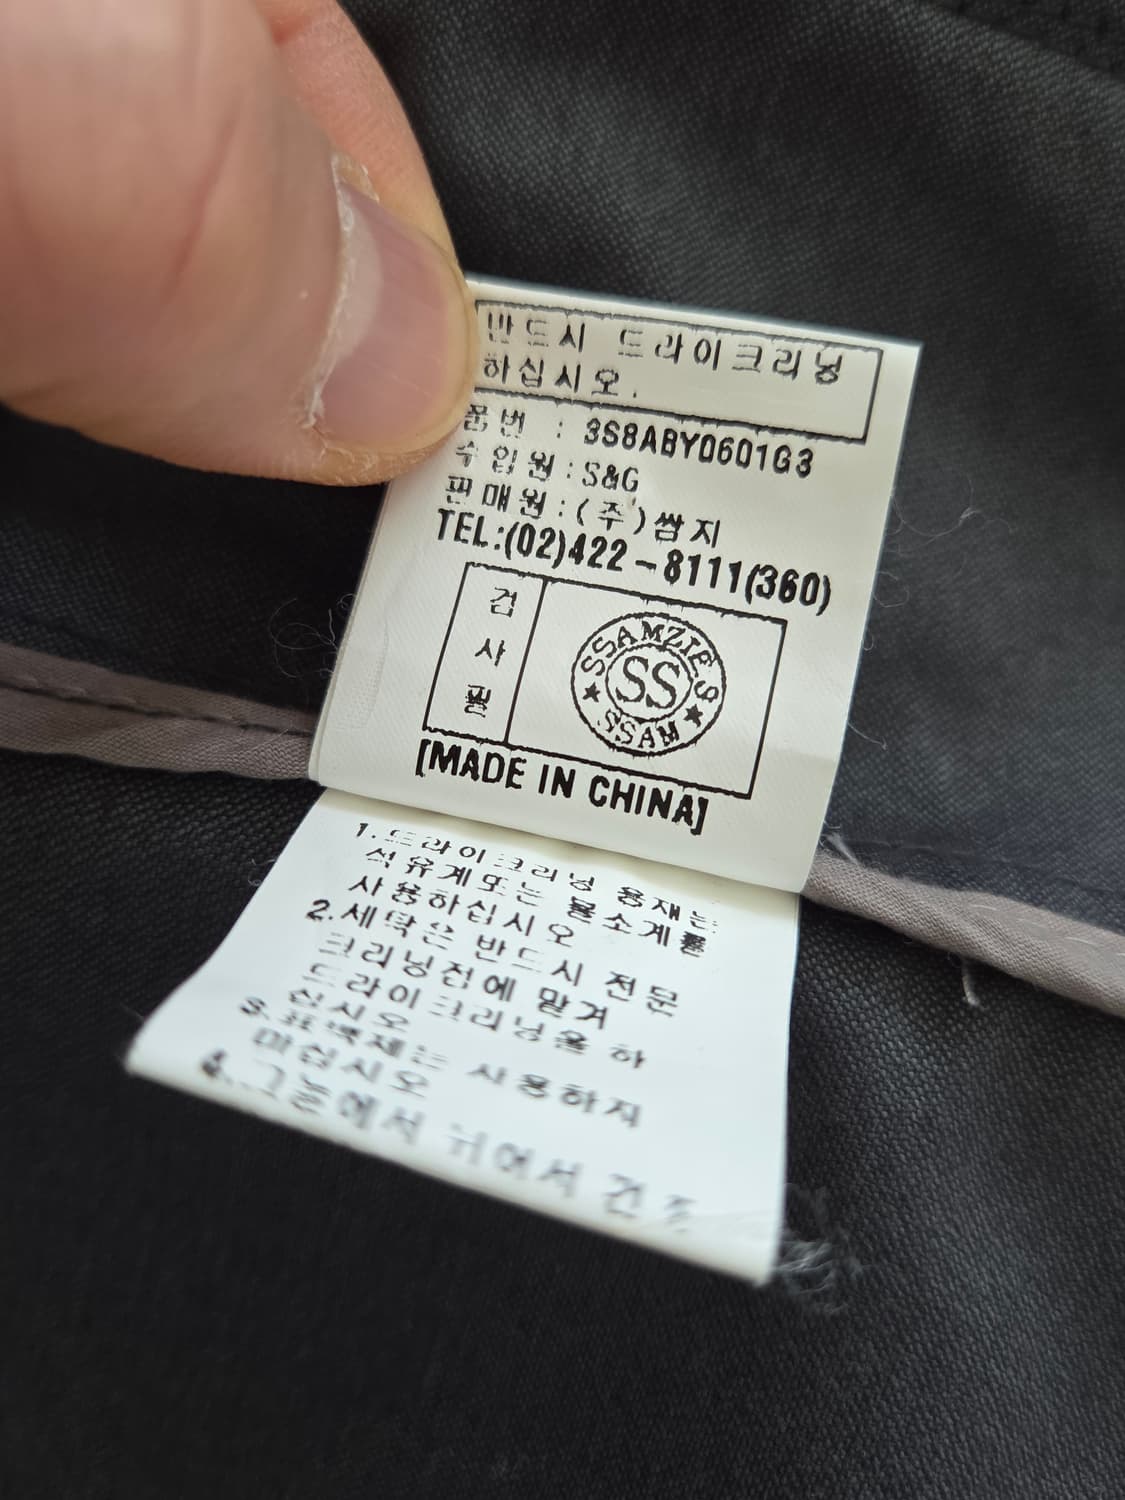 반드시 드라이크리닝
하십시오.
품번 : 3S8ABY0601G3
수입원 : S&G
판매원 : (주)쌈지
TEL:(02)422-8111(360)
검
사
필
SSAMZIE'S
SS
SSAM
[MADE IN CHINA]
1. 드라이크리닝 용재는
석유계또는 불소계를
사용하십시오
2. 세탁은 반드시 전문
크리닝점에 맡겨
드라이크리닝을 하
십시오
3. 표백제는 사용하지
마십시오
4. 그늘에서 뉘어서 건조